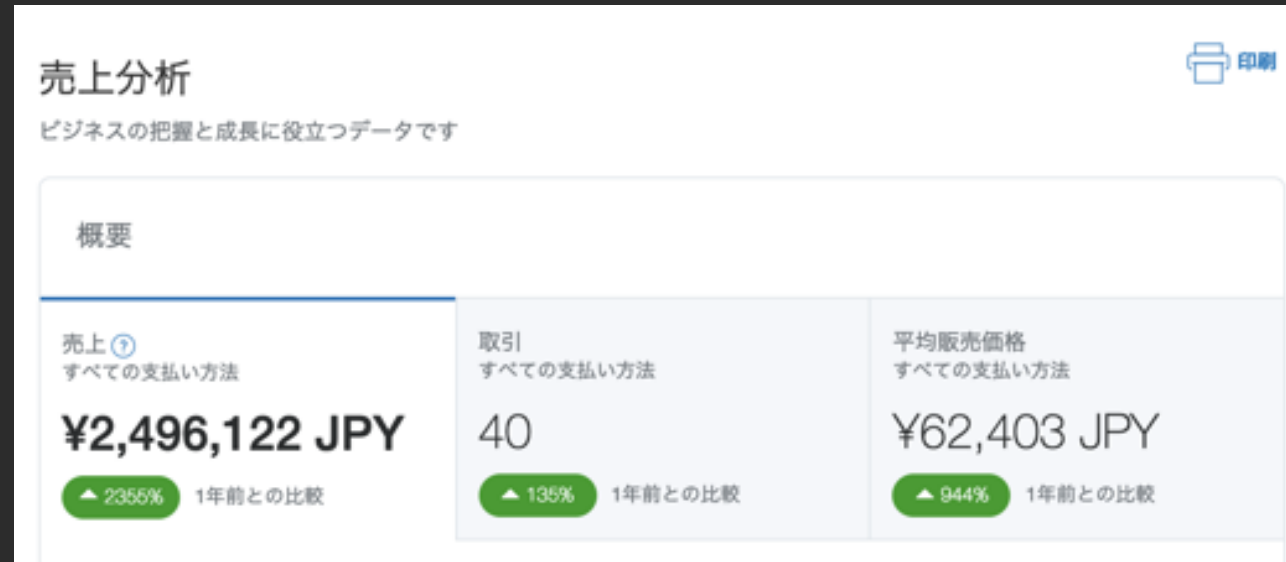 売上分析
印刷
ビジネスの把握と成長に役立つデータです
概要
売上 ?
すべての支払い方法
¥2,496,122 JPY
▲ 2355% 1年前との比較
取引
すべての支払い方法
40
▲ 135% 1年前との比較
平均販売価格
すべての支払い方法
¥62,403 JPY
▲ 944% 1年前との比較